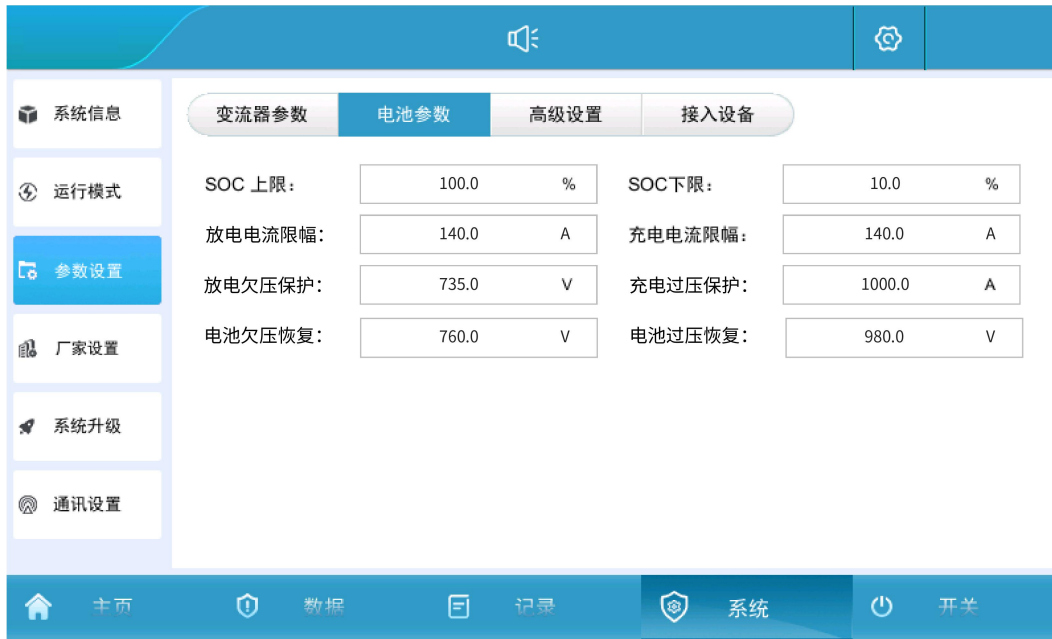 系统信息
运行模式
参数设置
厂家设置
系统升级
通讯设置
变流器参数 电池参数 高级设置 接入设备
SOC 上限： 100.0 % SOC下限： 10.0 %
放电电流限幅： 140.0 A 充电电流限幅： 140.0 A
放电欠压保护： 735.0 V 充电过压保护： 1000.0 A
电池欠压恢复： 760.0 V 电池过压恢复： 980.0 V
主页 数据 记录 系统 开关